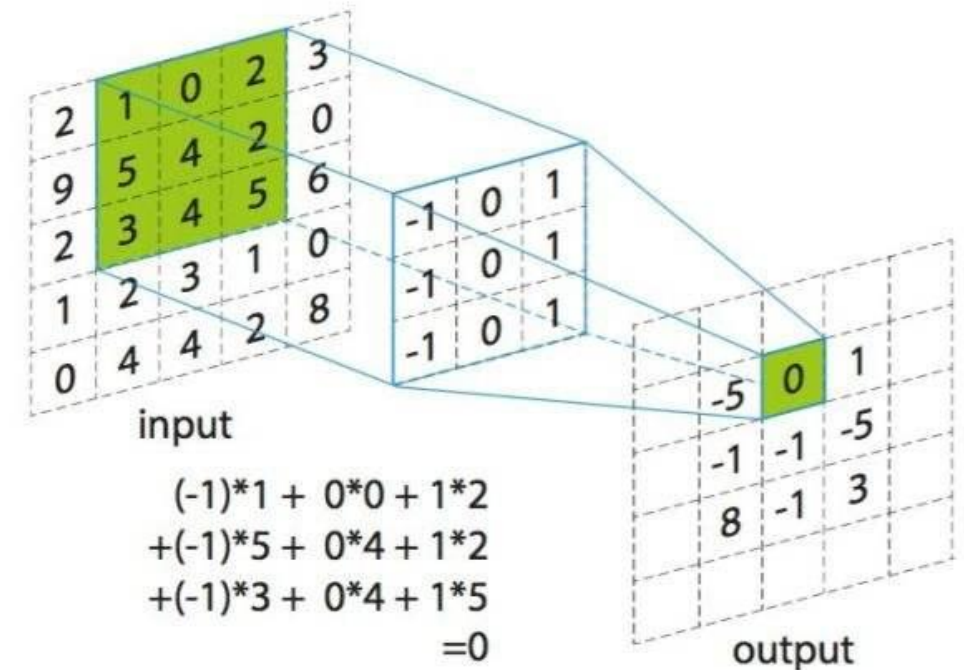 2 1 0 2 3
9 5 4 2 0
2 3 4 5 6
1 2 3 1 0
0 4 4 2 8
input
-1 0 1
-1 0 1
-1 0 1
-5 0 1
-1 -1 -5
8 -1 3
output
(-1)*1 + 0*0 + 1*2
+(-1)*5 + 0*4 + 1*2
+(-1)*3 + 0*4 + 1*5
=0